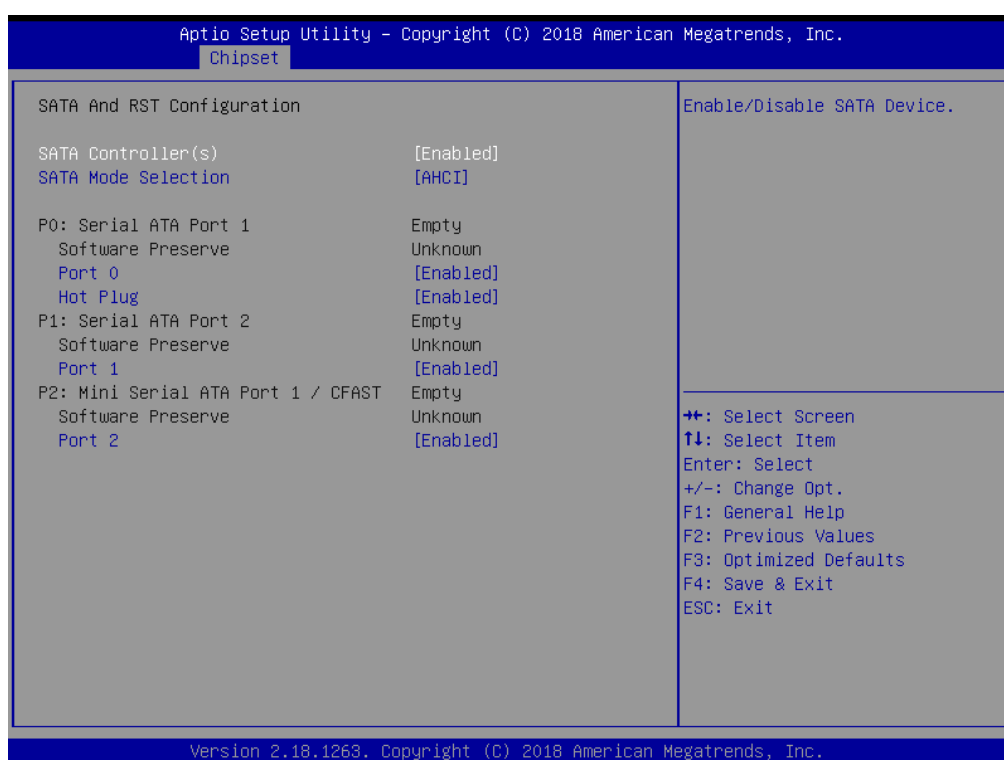 Aptio Setup Utility – Copyright (C) 2018 American Megatrends, Inc.
Chipset
SATA And RST Configuration
SATA Controller(s) [Enabled]
SATA Mode Selection [AHCI]
P0: Serial ATA Port 1 Empty
Software Preserve Unknown
Port 0 [Enabled]
Hot Plug [Enabled]
P1: Serial ATA Port 2 Empty
Software Preserve Unknown
Port 1 [Enabled]
P2: Mini Serial ATA Port 1 / CFAST Empty
Software Preserve Unknown
Port 2 [Enabled]
Enable/Disable SATA Device.
→←: Select Screen
↑↓: Select Item
Enter: Select
+/-: Change Opt.
F1: General Help
F2: Previous Values
F3: Optimized Defaults
F4: Save & Exit
ESC: Exit
Version 2.18.1263. Copyright (C) 2018 American Megatrends, Inc.